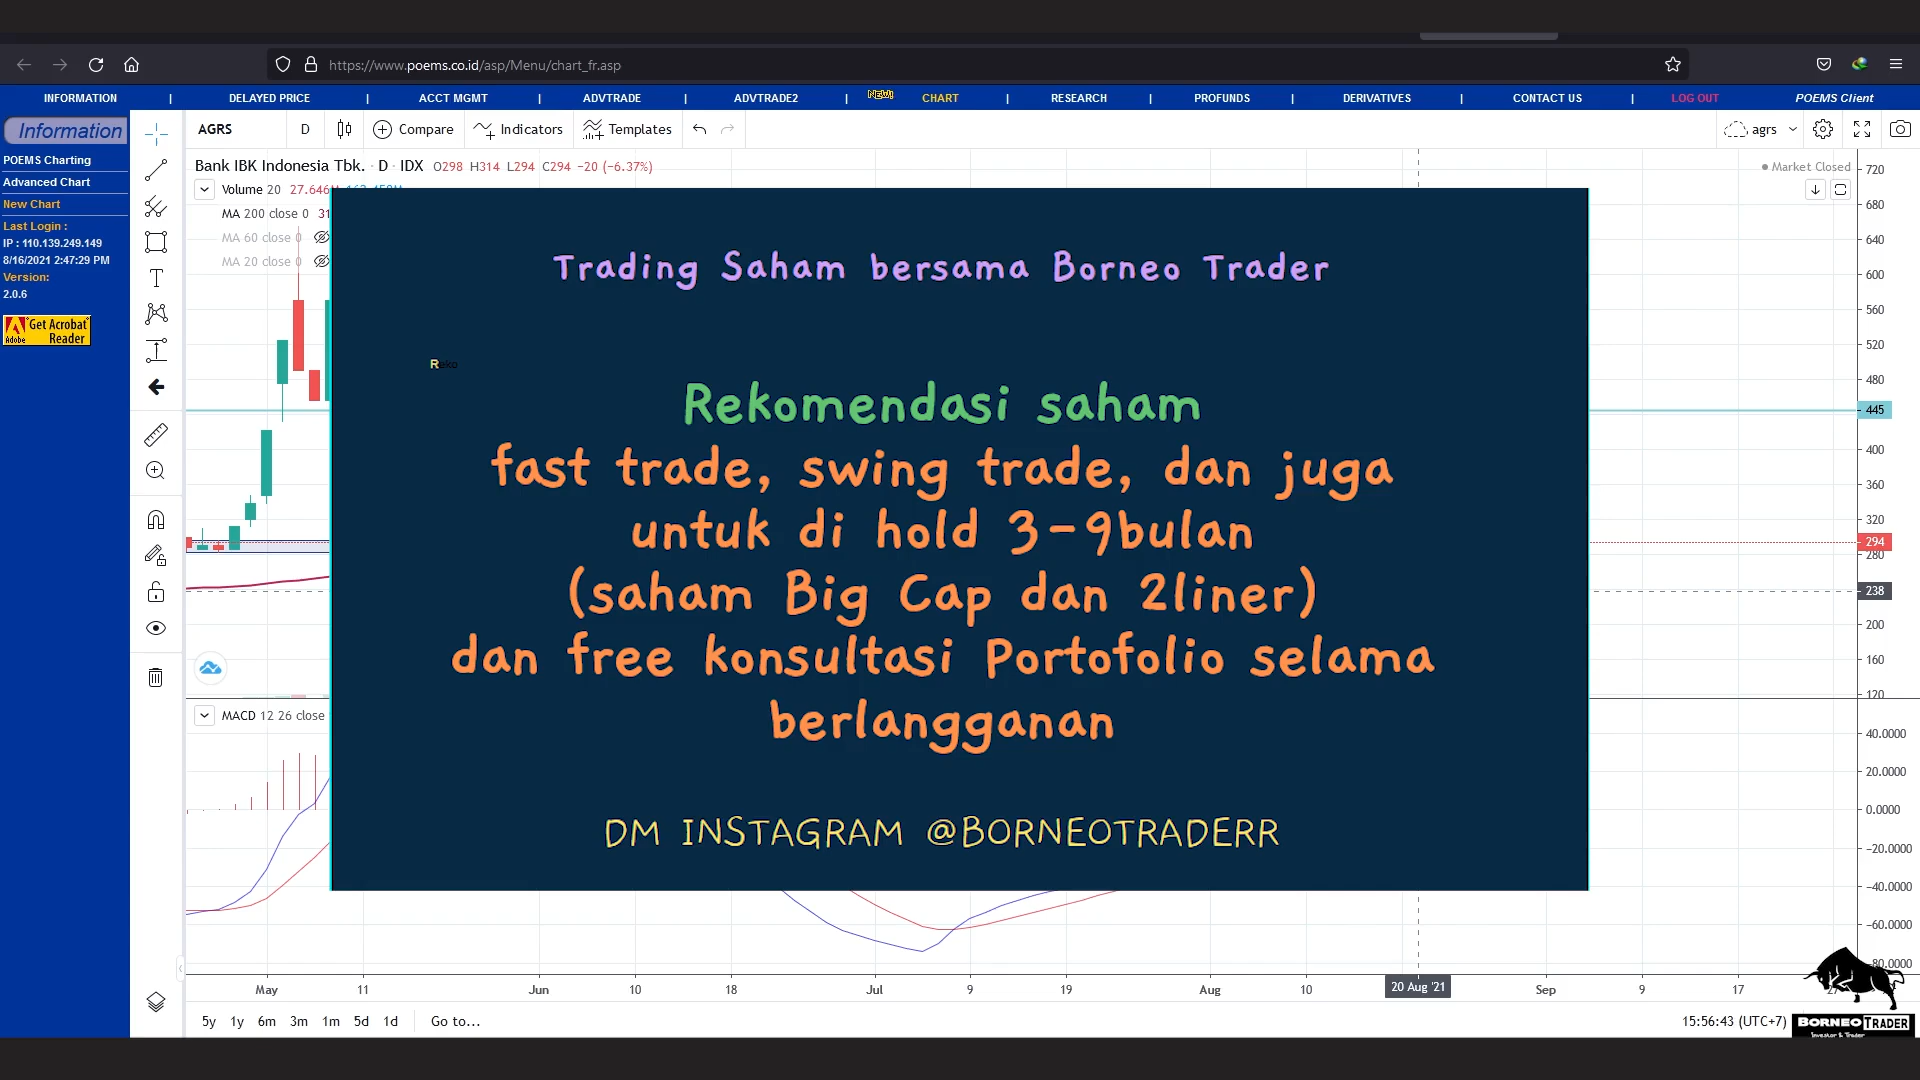 https://www.poems.co.id/asp/Menu/chart_fr.asp
INFORMATION | DELAYED PRICE | ACCT MGMT | ADVTRADE | ADVTRADE2 | NEW! CHART | RESEARCH | PROFUNDS | DERIVATIVES | CONTACT US | LOG OUT POEMS Client
Information
POEMS Charting
Advanced Chart
New Chart
Last Login :
IP : 110.139.249.149
8/16/2021 2:47:29 PM
Version:
2.0.6
Get Acrobat
Adobe Reader
AGRS D Compare Indicators Templates agrs
Bank IBK Indonesia Tbk. · D · IDX O298 H314 L294 C294 −20 (−6.37%)
Market Closed
Volume 20 27.646
MA 200 close 0
MA 60 close 0
MA 20 close 0
Trading Saham bersama Borneo Trader
Reko
Rekomendasi saham
fast trade, swing trade, dan juga
untuk di hold 3-9bulan
(saham Big Cap dan 2liner)
dan free konsultasi Portofolio selama
berlangganan
DM INSTAGRAM @BORNEOTRADERR
720
680
640
600
560
520
480
445
400
360
320
294
280
238
200
160
120
MACD 12 26 close
40.0000
20.0000
0.0000
−20.0000
−40.0000
−60.0000
−80.0000
May 11 Jun 10 18 Jul 9 19 Aug 10 20 Aug '21 Sep 9 17
5y 1y 6m 3m 1m 5d 1d Go to...
15:56:43 (UTC+7)
BORNEO TRADER
Investor & Trader